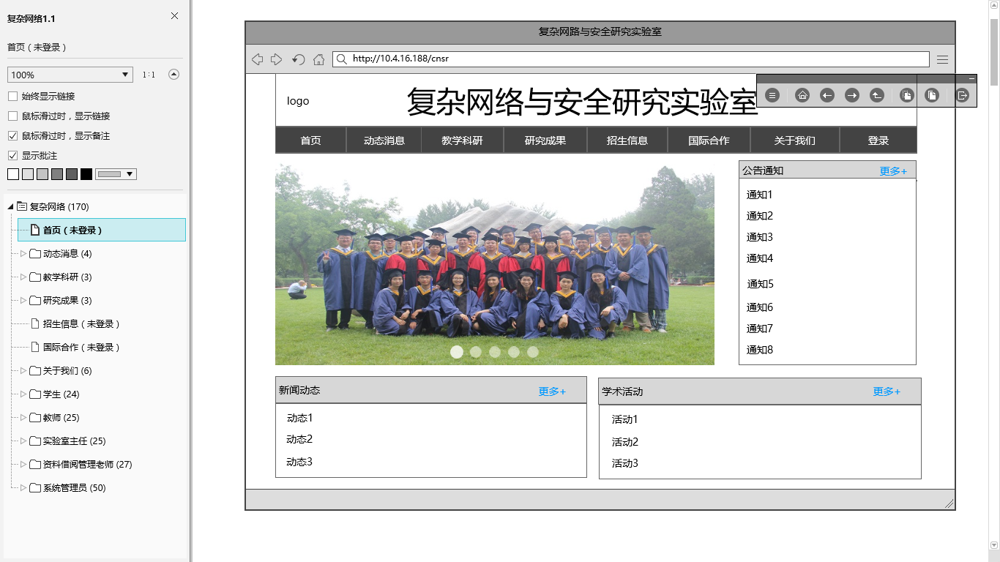 复杂网络1.1
首页（未登录）
100%
1:1
始终显示链接
鼠标滑过时，显示链接
鼠标滑过时，显示备注
显示批注
复杂网络 (170)
首页（未登录）
动态消息 (4)
教学科研 (3)
研究成果 (3)
招生信息（未登录）
国际合作（未登录）
关于我们 (6)
学生 (24)
教师 (25)
实验室主任 (25)
资料借阅管理老师 (27)
系统管理员 (50)
复杂网路与安全研究实验室
http://10.4.16.188/cnsr
logo
复杂网络与安全研究实验室
首页 动态消息 教学科研 研究成果 招生信息 国际合作 关于我们 登录
公告通知 更多+
通知1
通知2
通知3
通知4
通知5
通知6
通知7
通知8
新闻动态 更多+
动态1
动态2
动态3
学术活动 更多+
活动1
活动2
活动3